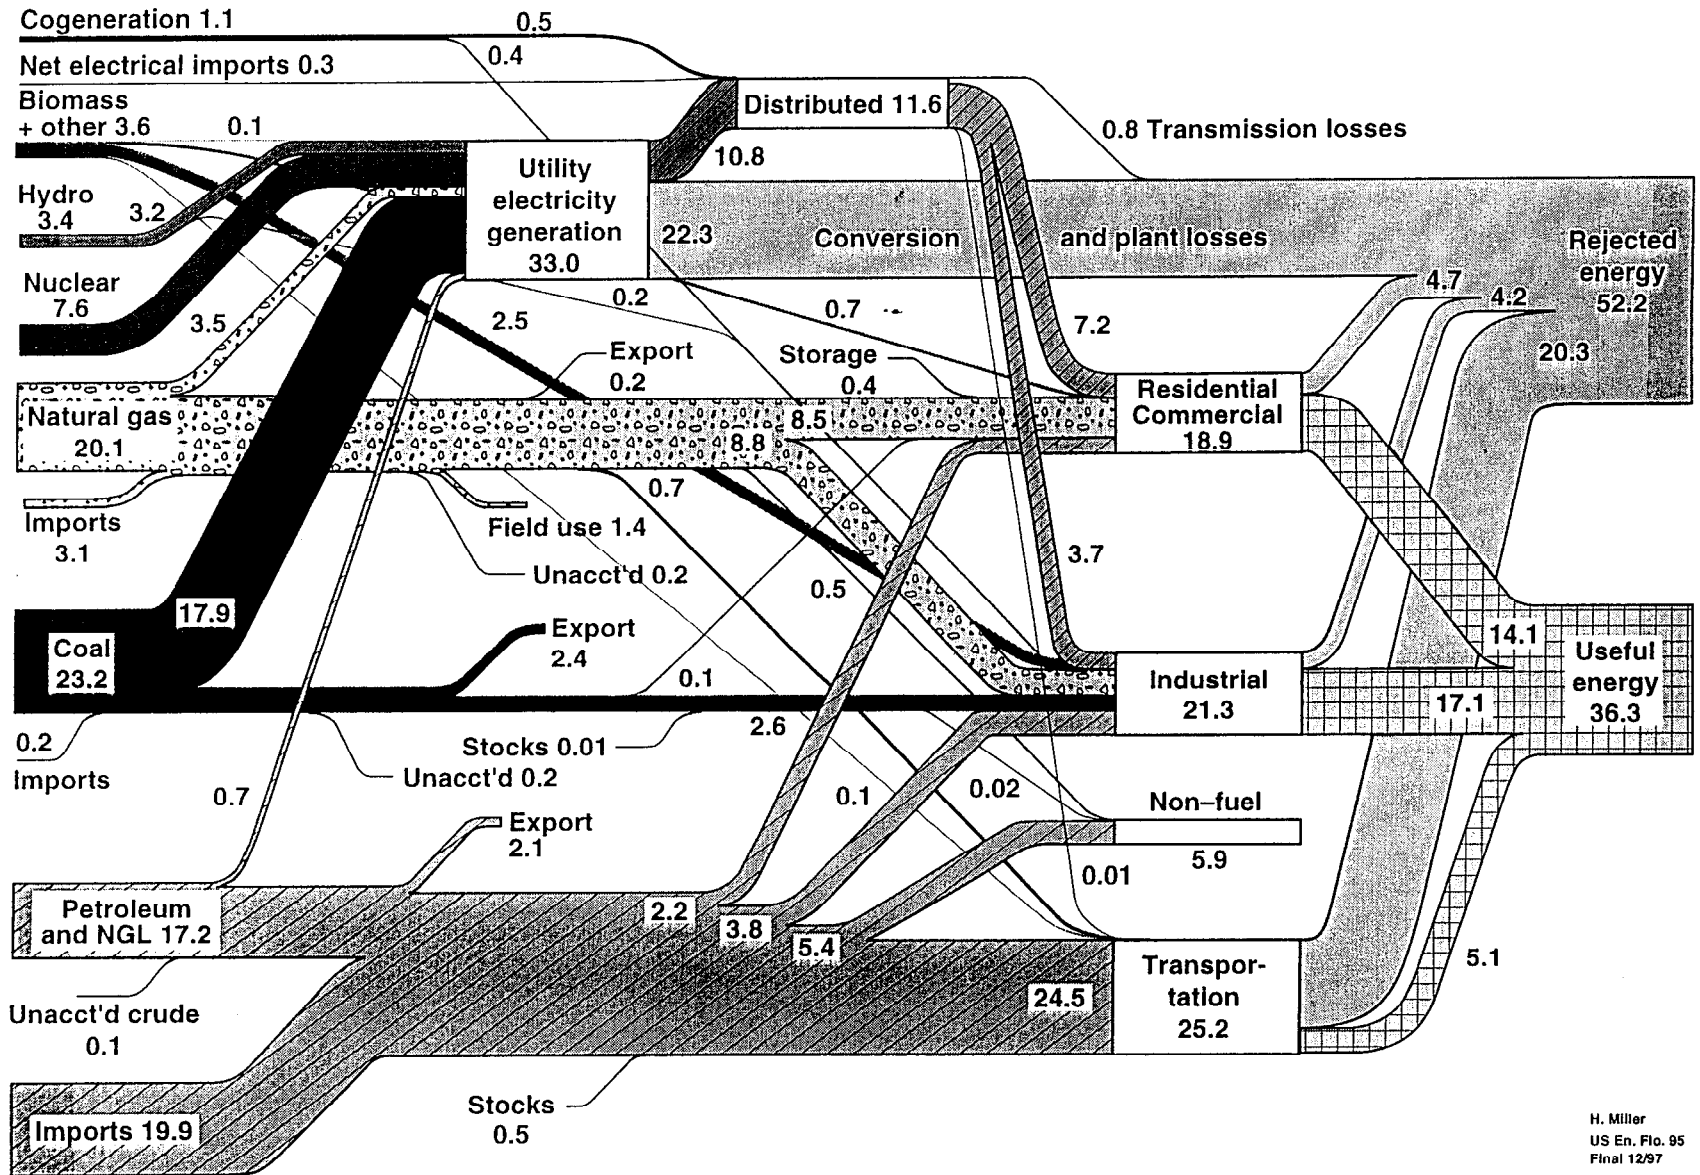 Cogeneration 1.1
0.5
0.4
Net electrical imports 0.3
Biomass
+ other 3.6
0.1
Distributed 11.6
0.8 Transmission losses
10.8
Utility
electricity
generation
33.0
Hydro
3.4
3.2
22.3
Conversion and plant losses
Rejected
energy
52.2
Nuclear
7.6
3.5
2.5
0.2
0.7
7.2
4.7
4.2
20.3
Export
0.2
Storage
0.4
Natural gas
20.1
8.5
8.8
Residential
Commercial
18.9
Imports
3.1
Field use 1.4
0.7
3.7
Unacct'd 0.2
0.5
17.9
Coal
23.2
Export
2.4
0.1
Industrial
21.3
14.1
17.1
Useful
energy
36.3
0.2
Imports
Stocks 0.01
2.6
Unacct'd 0.2
0.7
0.1
0.02
Non–fuel
5.9
Export
2.1
0.01
Petroleum
and NGL 17.2
2.2
3.8
5.4
24.5
Transpor-
tation
25.2
5.1
Unacct'd crude
0.1
Imports 19.9
Stocks
0.5
H. Miller
US En. Flo. 95
Final 12/97